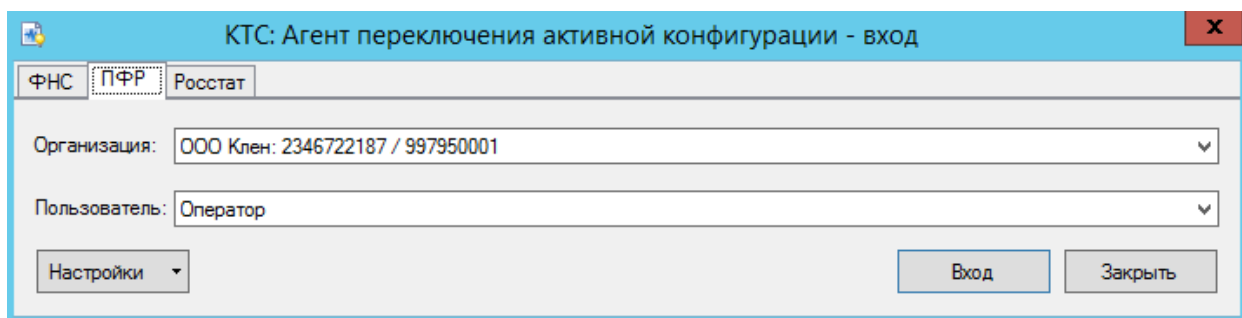 КТС: Агент переключения активной конфигурации - вход
x
ФНС ПФР Росстат
Организация: ООО Клен: 2346722187 / 997950001
Пользователь: Оператор
Настройки Вход Закрыть